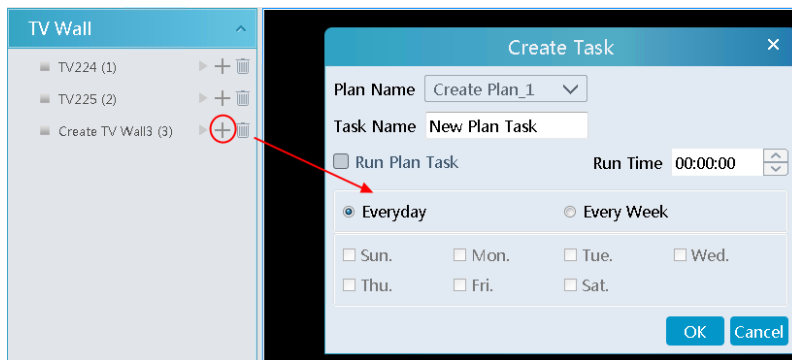 TV Wall
TV224 (1)
TV225 (2)
Create TV Wall3 (3)
Create Task
Plan Name Create Plan_1
Task Name New Plan Task
Run Plan Task Run Time 00:00:00
Everyday Every Week
Sun. Mon. Tue. Wed.
Thu. Fri. Sat.
OK Cancel